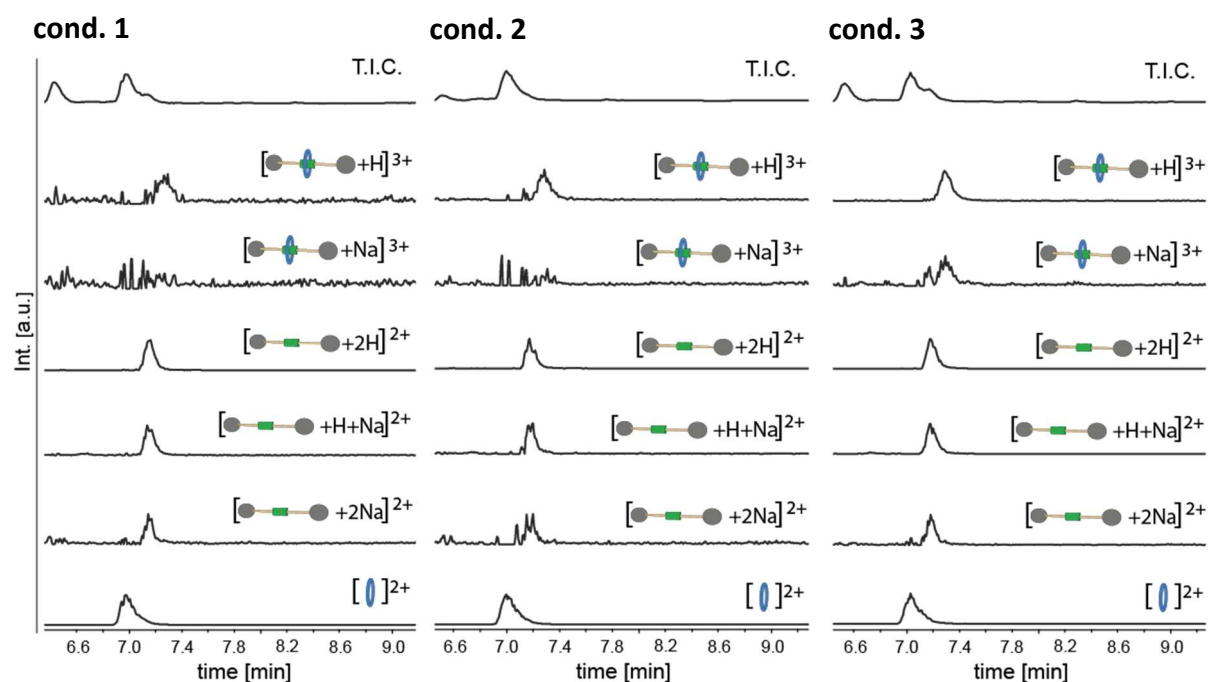 cond. 1
cond. 2
cond. 3
T.I.C.
T.I.C.
T.I.C.
[ +H]3+
[ +H]3+
[ +H]3+
[ +Na]3+
[ +Na]3+
[ +Na]3+
[ +2H]2+
[ +2H]2+
[ +2H]2+
[ +H+Na]2+
[ +H+Na]2+
[ +H+Na]2+
[ +2Na]2+
[ +2Na]2+
[ +2Na]2+
[ ]2+
[ ]2+
[ ]2+
Int. [a.u.]
6.6 7.0 7.4 7.8 8.2 8.6 9.0
6.6 7.0 7.4 7.8 8.2 8.6 9.0
6.6 7.0 7.4 7.8 8.2 8.6 9.0
time [min]
time [min]
time [min]